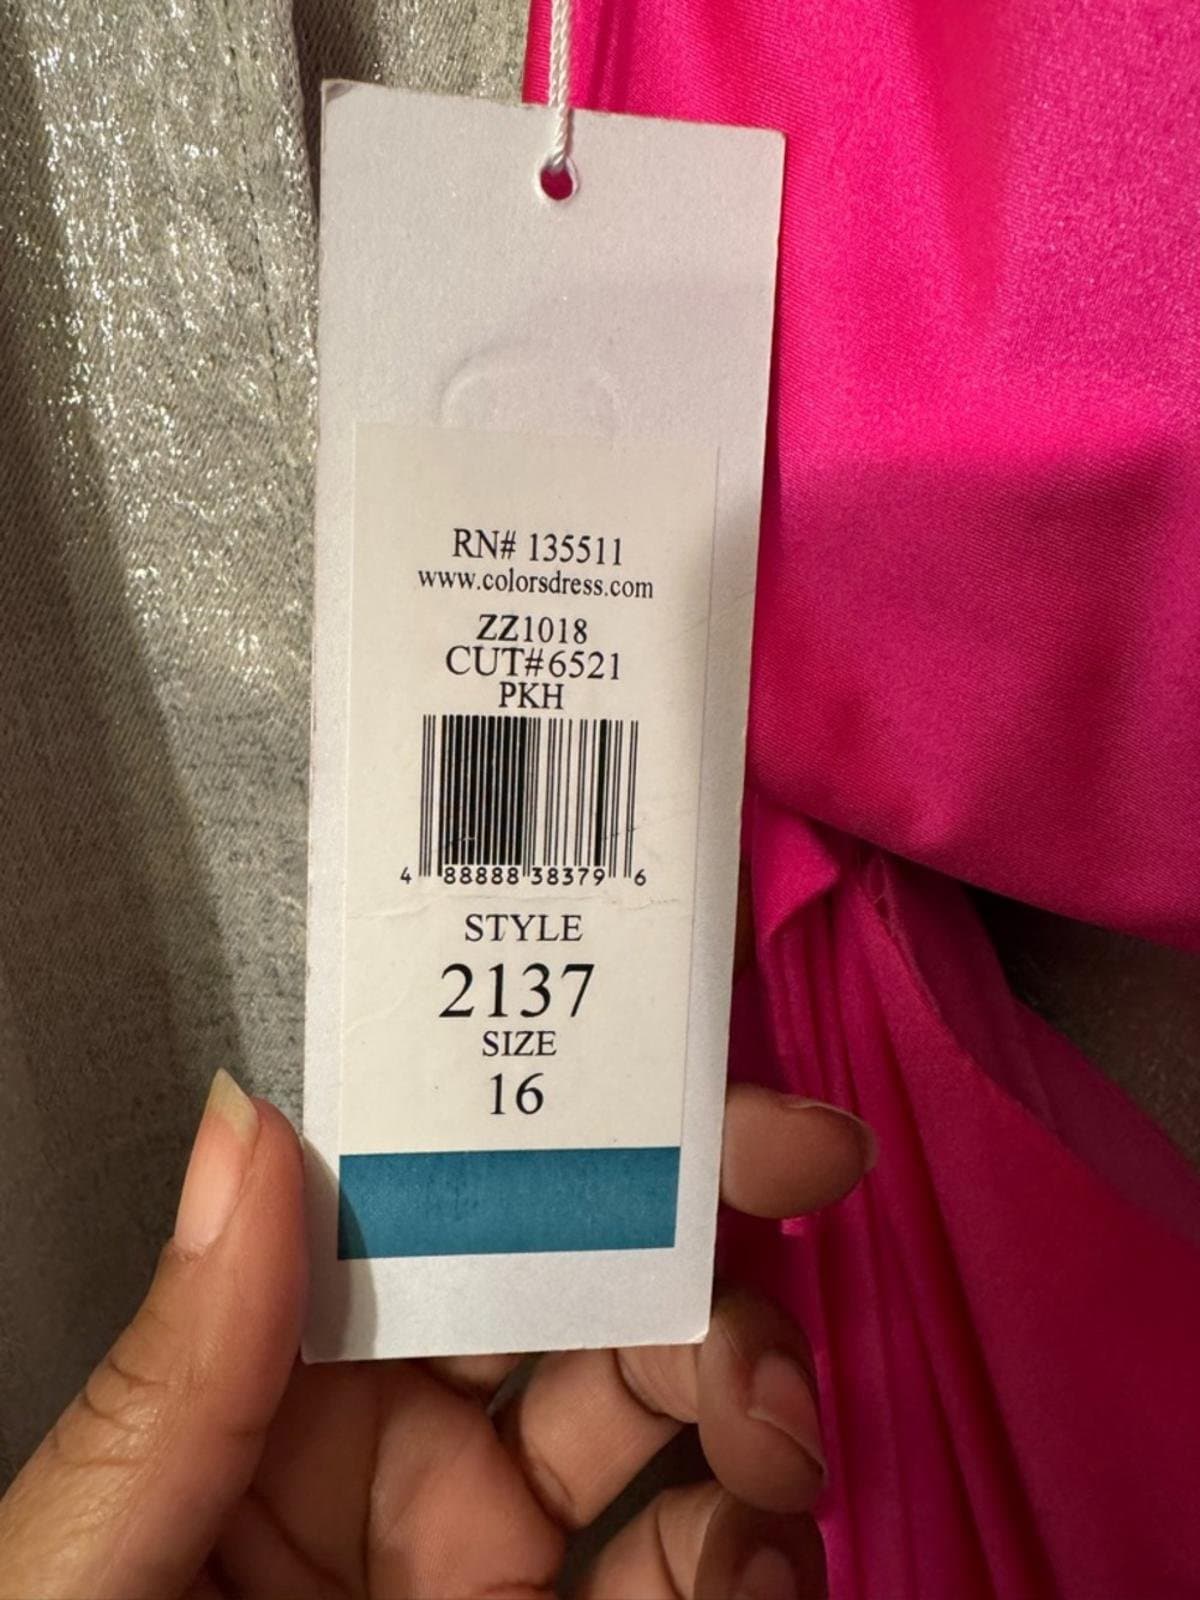 RN# 135511
www.colorsdress.com
ZZ1018
CUT#6521
PKH
4 88888 38379 6
STYLE
2137
SIZE
16